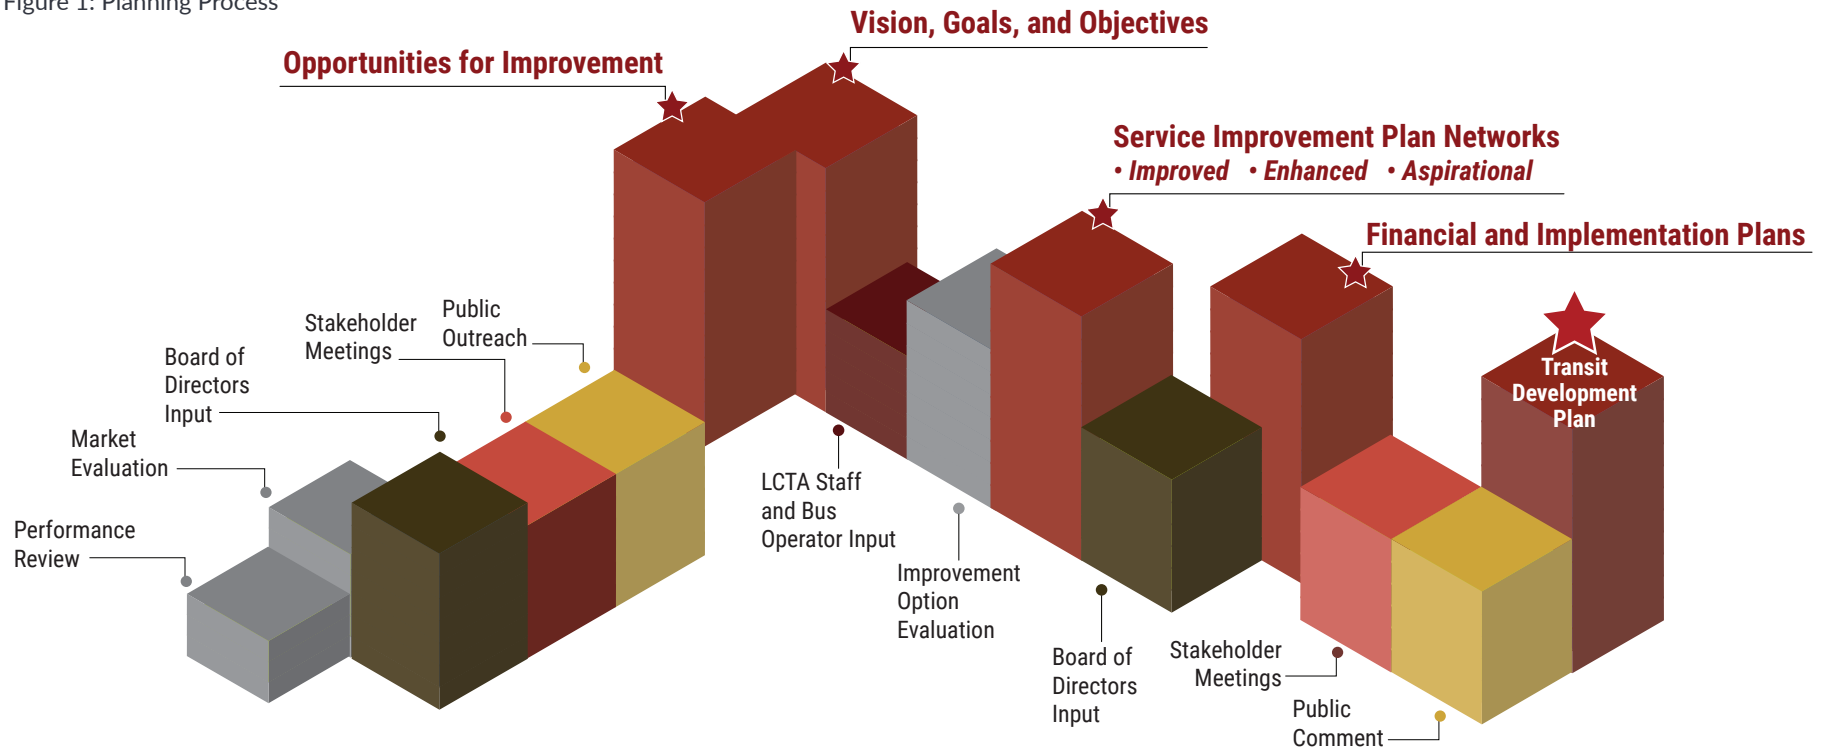 Figure 1: Planning Process
Vision, Goals, and Objectives
Opportunities for Improvement
Service Improvement Plan Networks
• Improved • Enhanced • Aspirational
Financial and Implementation Plans
Public
Outreach
Stakeholder
Meetings
Board of
Directors
Input
Market
Evaluation
Performance
Review
Transit
Development
Plan
LCTA Staff
and Bus
Operator Input
Improvement
Option
Evaluation
Board of
Directors
Input
Stakeholder
Meetings
Public
Comment